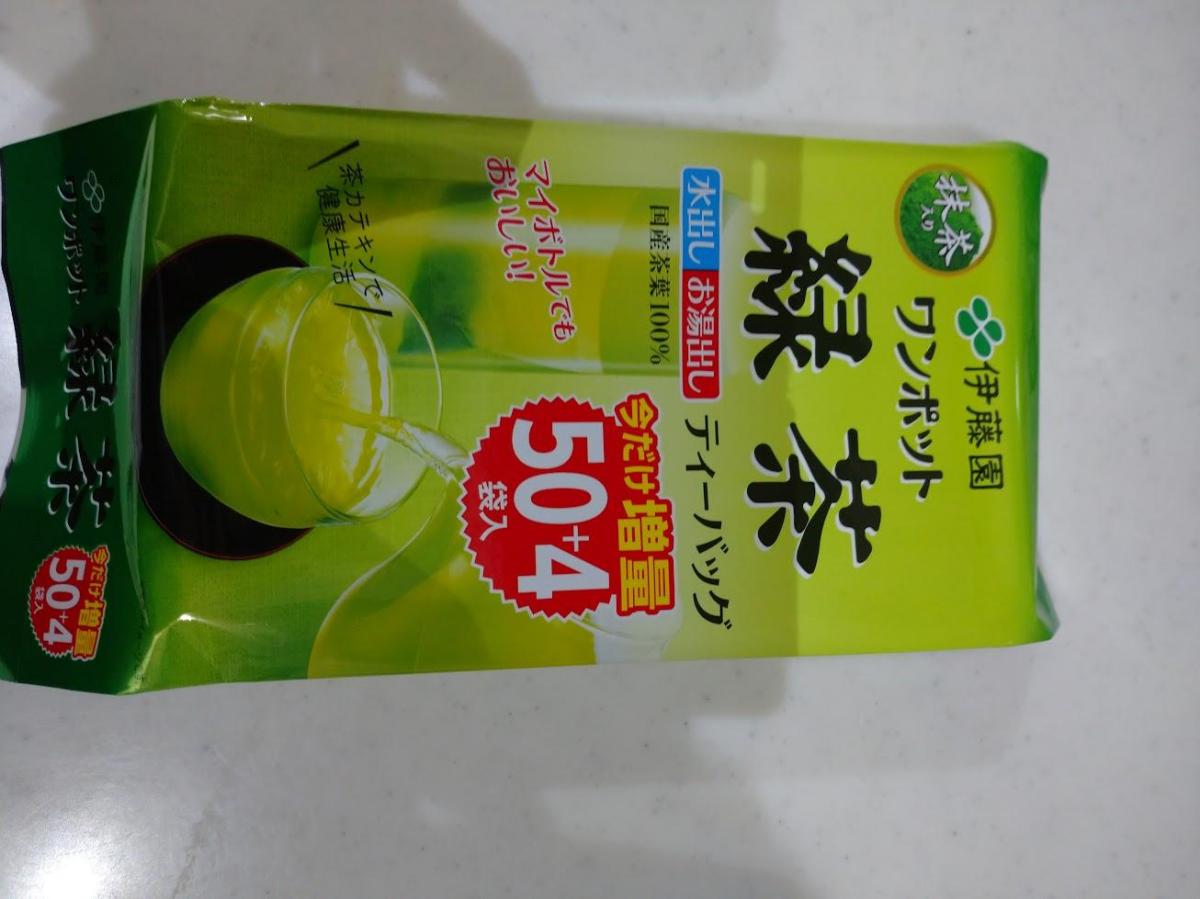 抹茶
入り
伊藤園
ワンポット
緑茶
水出し お湯出し ティーバッグ
国産茶葉100%
今だけ増量
50+4
袋入
マイボトルでも
おいしい!
茶カテキンで
健康生活
伊藤園
ワンポット
緑茶
今だけ増量
50+4
袋入